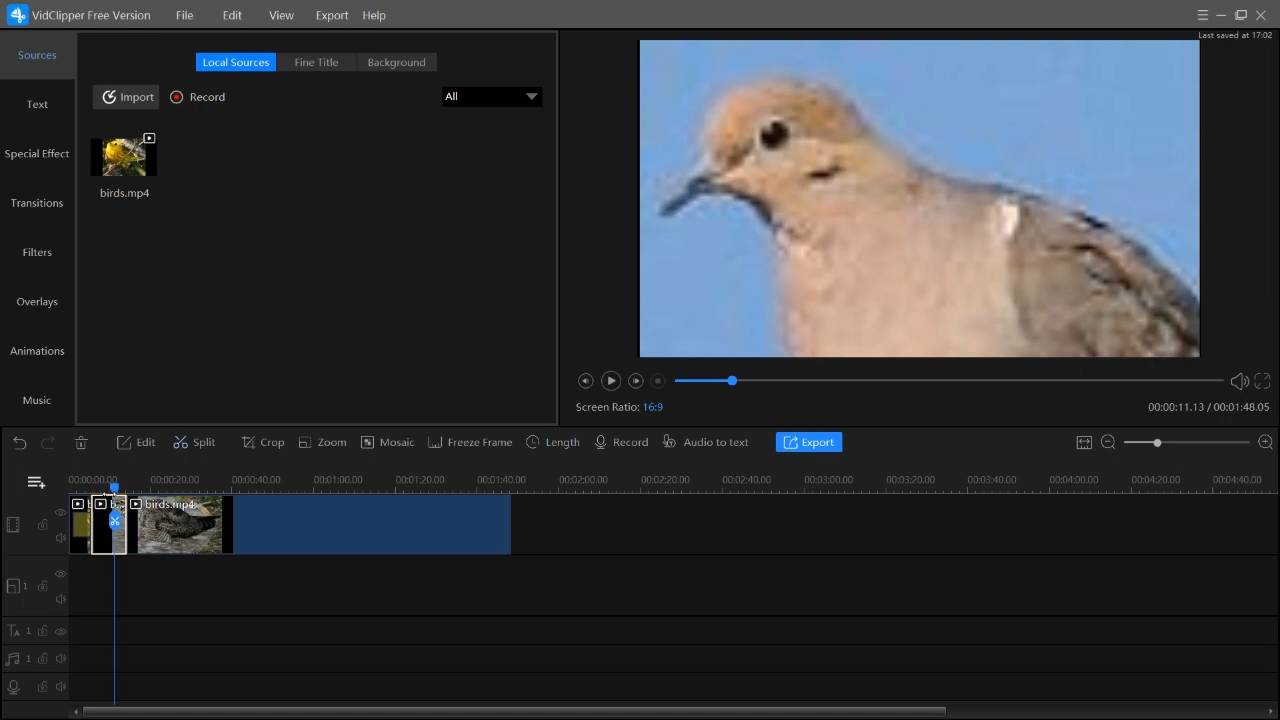 VidClipper Free Version File Edit View Export Help
Last saved at 17:02
Sources
Local Sources Fine Title Background
Text
Import Record All
Special Effect
birds.mp4
Transitions
Filters
Overlays
Animations
Music
Screen Ratio: 16:9 00:00:11.13 / 00:01:48.05
Edit Split Crop Zoom Mosaic Freeze Frame Length Record Audio to text Export
00:00:00.00 00:00:20.00 00:00:40.00 00:01:00.00 00:01:20.00 00:01:40.00 00:02:00.00 00:02:20.00 00:02:40.00 00:03:00.00 00:03:20.00 00:03:40.00 00:04:00.00 00:04:20.00 00:04:40.00
b b... birds.mp4
1
1
1